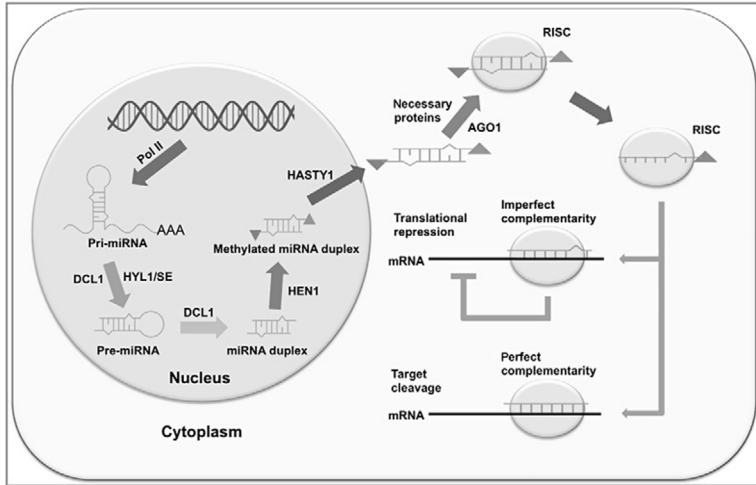 Pol II
Pri-miRNA
AAA
DCL1
HYL1/SE
Pre-miRNA
DCL1
miRNA duplex
HEN1
Methylated miRNA duplex
HASTY1
Nucleus
Cytoplasm
Necessary
proteins
AGO1
RISC
RISC
Translational
repression
mRNA
Imperfect
complementarity
Target
cleavage
mRNA
Perfect
complementarity